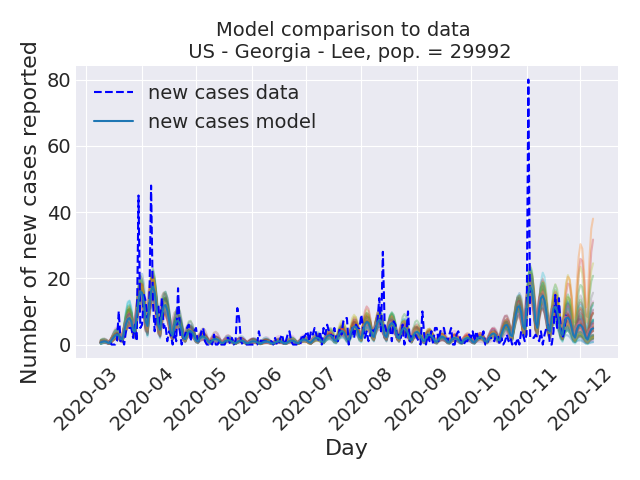 Model comparison to data
US - Georgia - Lee, pop. = 29992
Number of new cases reported
80
60
40
20
0
new cases data
new cases model
2020-03
2020-04
2020-05
2020-06
2020-07
2020-08
2020-09
2020-10
2020-11
2020-12
Day